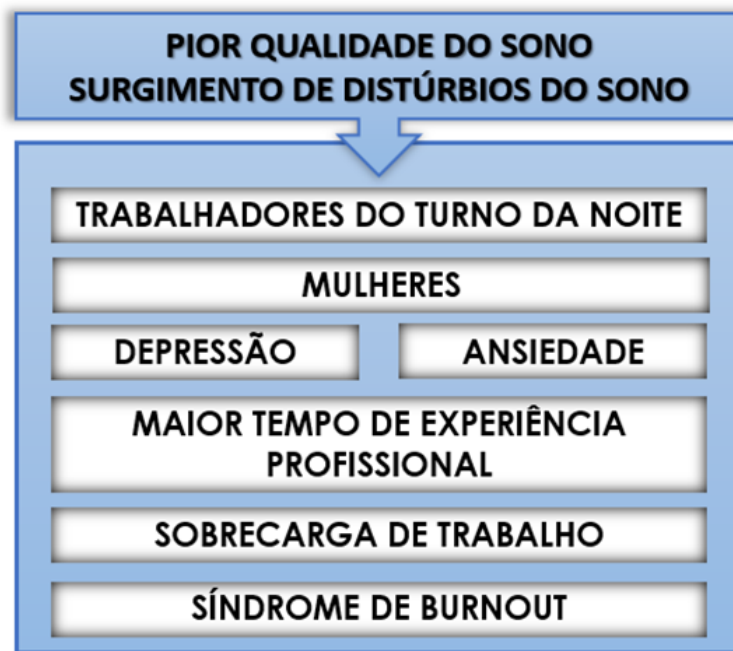 PIOR QUALIDADE DO SONO
SURGIMENTO DE DISTÚRBIOS DO SONO
TRABALHADORES DO TURNO DA NOITE
MULHERES
DEPRESSÃO
ANSIEDADE
MAIOR TEMPO DE EXPERIÊNCIA
PROFISSIONAL
SOBRECARGA DE TRABALHO
SÍNDROME DE BURNOUT